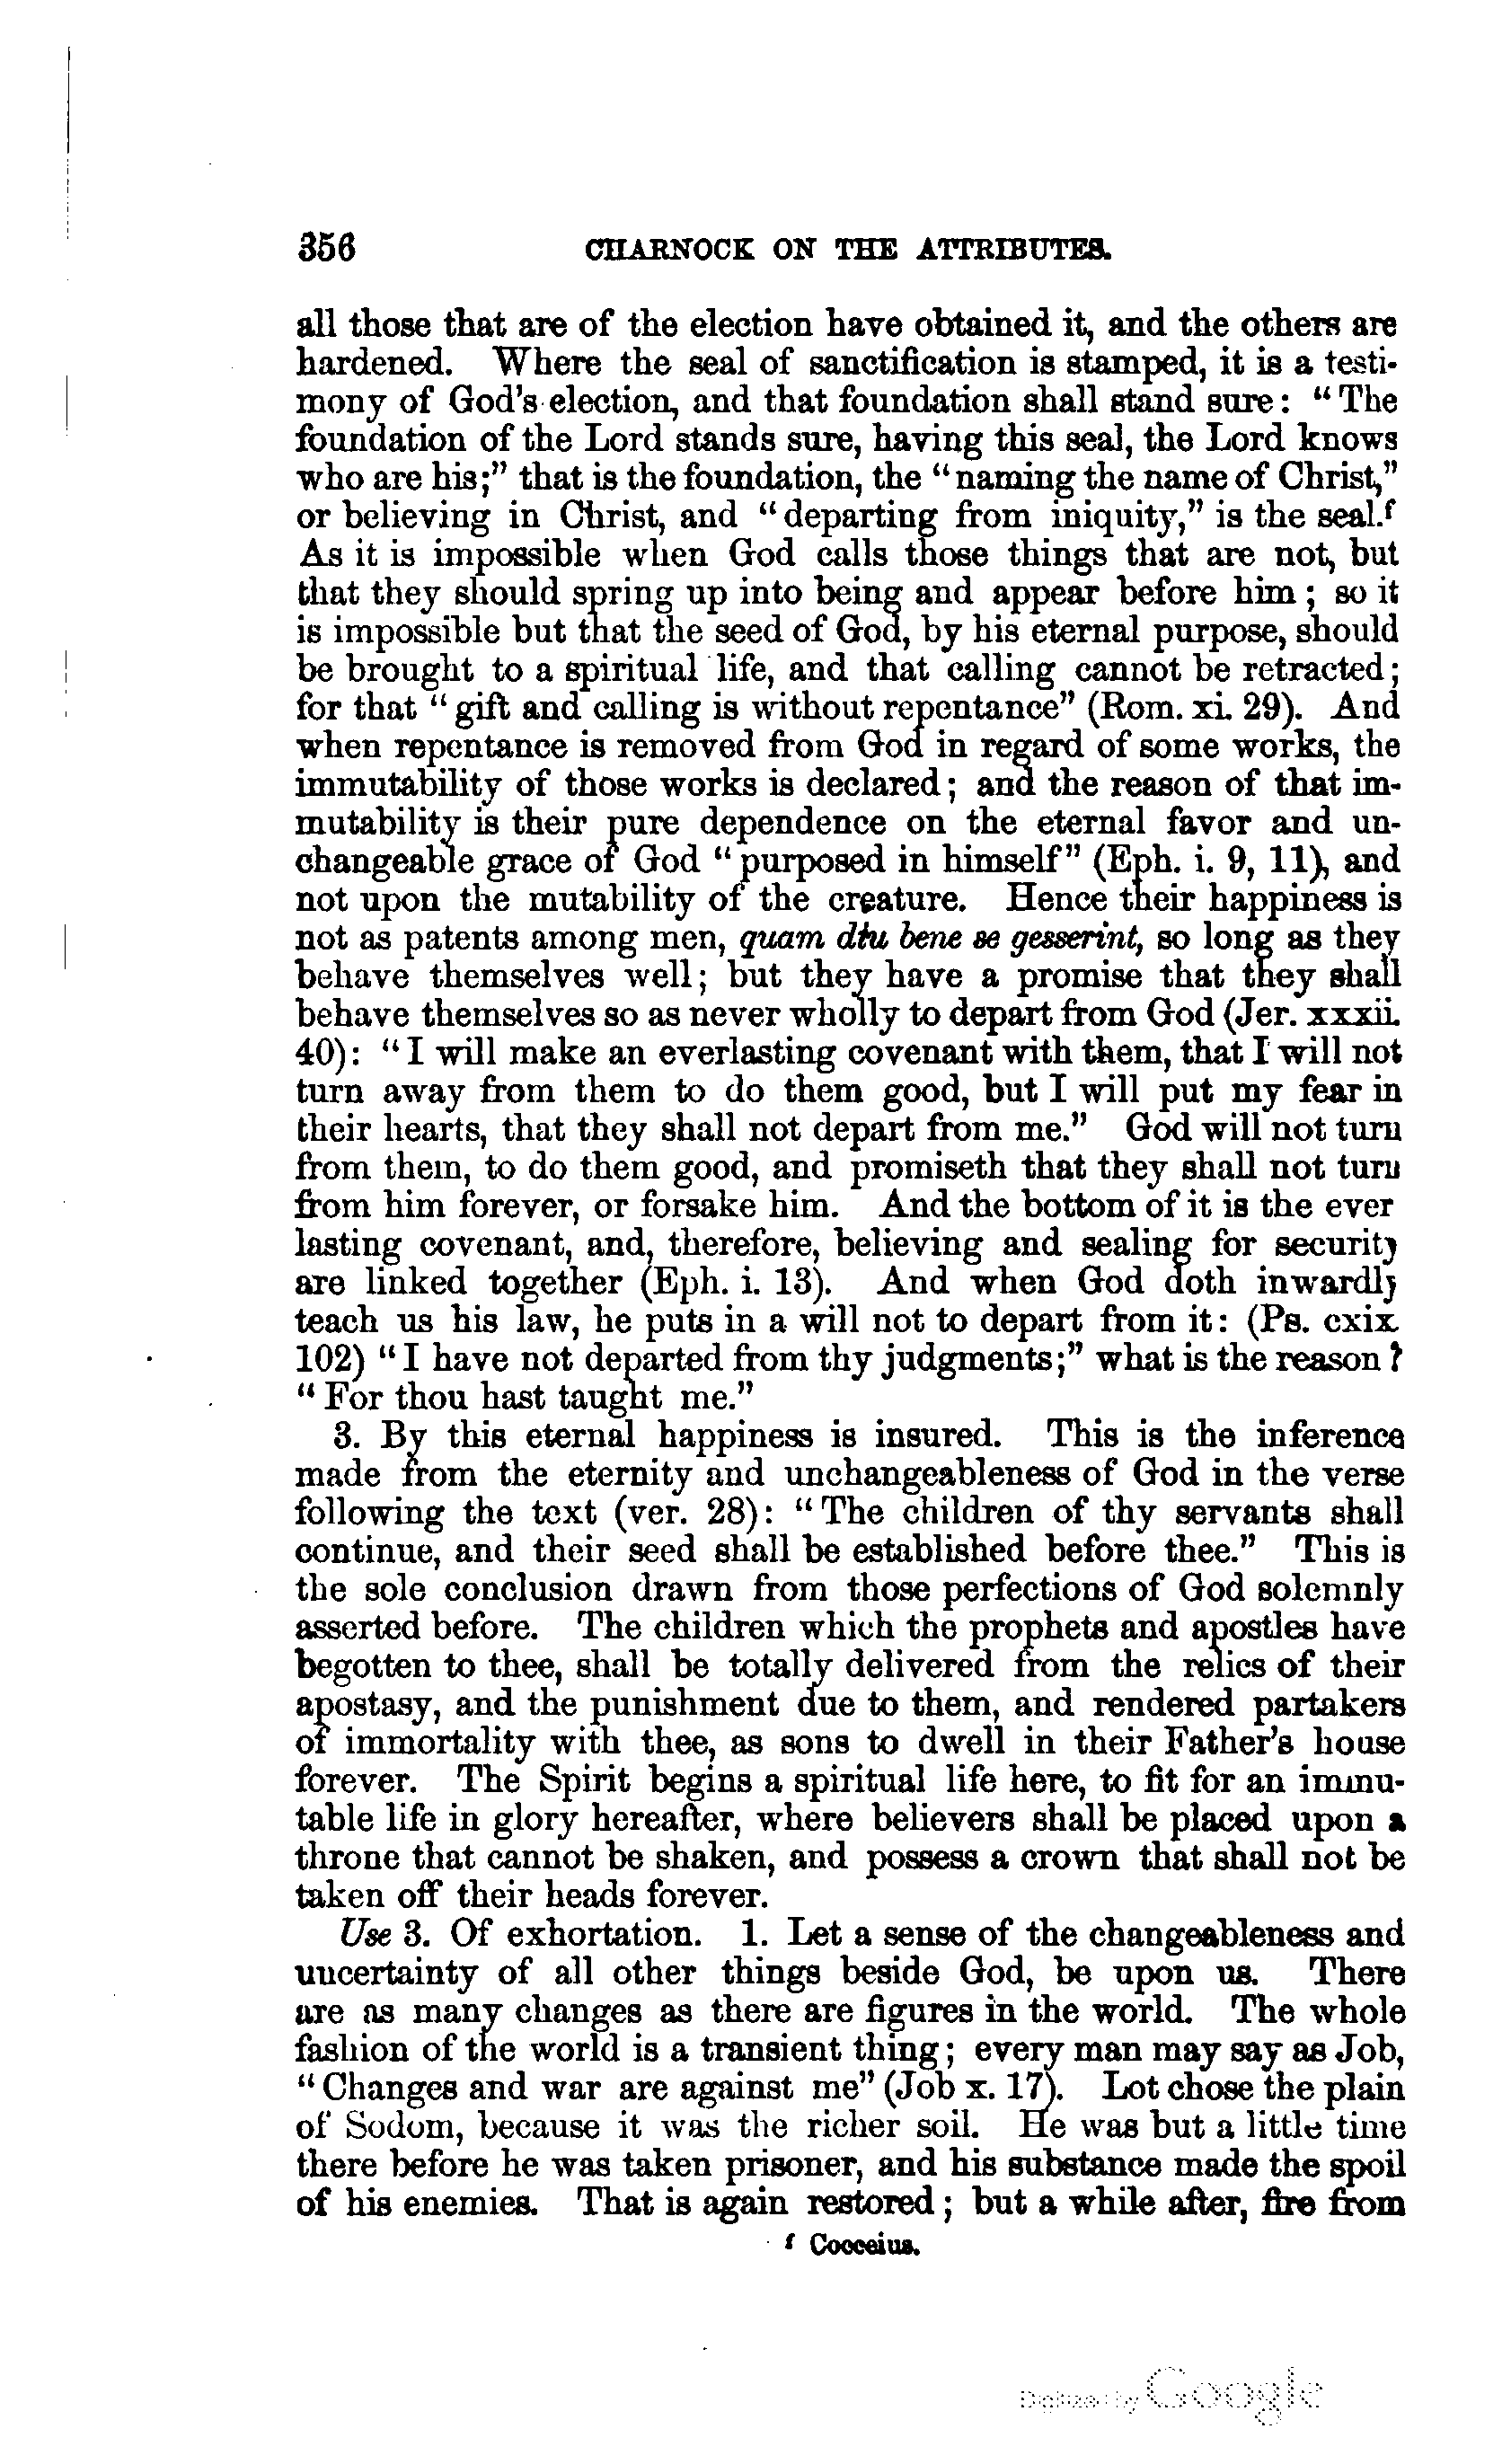 356 CHARNOCK ON THE ATTRIBUTES.
all those that are of the election have obtained it, and the others are
hardened. Where the seal of sanctification is stamped, it is a testi-
mony of God's election, and that foundation shall stand sure: "The
foundation of the Lord stands sure, having this seal, the Lord knows
who are his;" that is the foundation, the "naming the name of Christ,"
or believing in Christ, and "departing from iniquity," is the seal.f
As it is impossible when God calls those things that are not, but
that they should spring up into being and appear before him; so it
is impossible but that the seed of God, by his eternal purpose, should
be brought to a spiritual life, and that calling cannot be retracted;
for that "gift and calling is without repentance" (Rom. xi. 29). And
when repentance is removed from God in regard of some works, the
immutability of those works is declared; and the reason of that im-
mutability is their pure dependence on the eternal favor and un-
changeable grace of God "purposed in himself" (Eph. i. 9, 11), and
not upon the mutability of the creature. Hence their happiness is
not as patents among men, quam diu bene se gesserint, so long as they
behave themselves well; but they have a promise that they shall
behave themselves so as never wholly to depart from God (Jer. xxxii.
40): "I will make an everlasting covenant with them, that I will not
turn away from them to do them good, but I will put my fear in
their hearts, that they shall not depart from me." God will not turn
from them, to do them good, and promiseth that they shall not turn
from him forever, or forsake him. And the bottom of it is the ever
lasting covenant, and, therefore, believing and sealing for security
are linked together (Eph. i. 13). And when God doth inwardly
teach us his law, he puts in a will not to depart from it: (Ps. cxix.
102) "I have not departed from thy judgments;" what is the reason?
"For thou hast taught me."
3. By this eternal happiness is insured. This is the inference
made from the eternity and unchangeableness of God in the verse
following the text (ver. 28): "The children of thy servants shall
continue, and their seed shall be established before thee." This is
the sole conclusion drawn from those perfections of God solemnly
asserted before. The children which the prophets and apostles have
begotten to thee, shall be totally delivered from the relics of their
apostasy, and the punishment due to them, and rendered partakers
of immortality with thee, as sons to dwell in their Father's house
forever. The Spirit begins a spiritual life here, to fit for an immu-
table life in glory hereafter, where believers shall be placed upon a
throne that cannot be shaken, and possess a crown that shall not be
taken off their heads forever.
Use 3. Of exhortation. 1. Let a sense of the changeableness and
uncertainty of all other things beside God, be upon us. There
are as many changes as there are figures in the world. The whole
fashion of the world is a transient thing; every man may say as Job,
"Changes and war are against me" (Job x. 17). Lot chose the plain
of Sodom, because it was the richer soil. He was but a little time
there before he was taken prisoner, and his substance made the spoil
of his enemies. That is again restored; but a while after, fire from
f Cocceius.
Digitized by Google